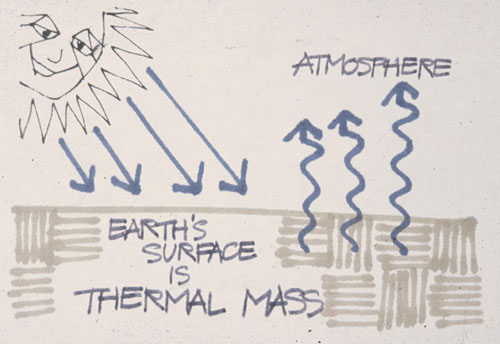 ATMOSPHERE
EARTH'S
SURFACE
IS
THERMAL MASS